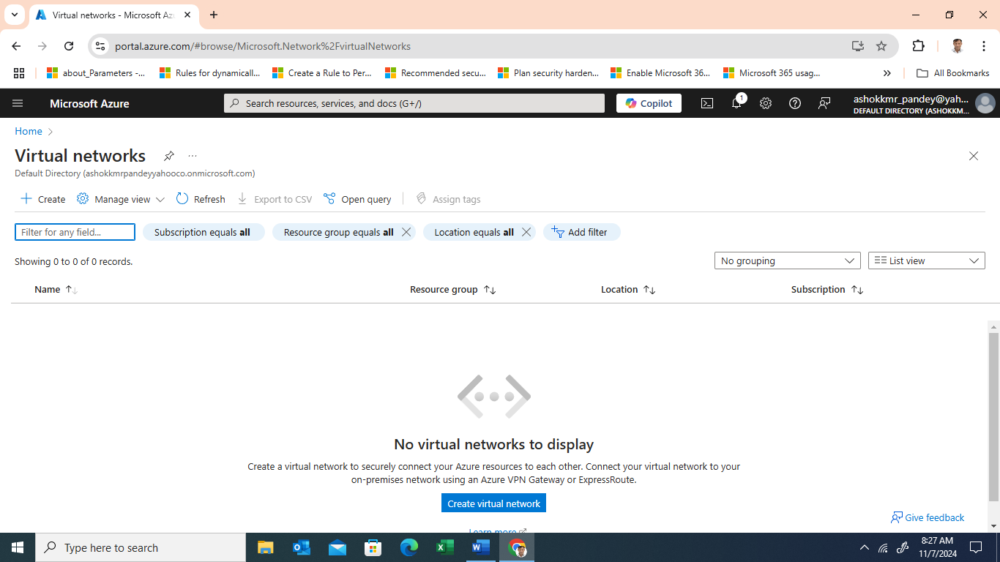 Virtual networks - Microsoft Az
portal.azure.com/#browse/Microsoft.Network%2FvirtualNetworks
about_Parameters -... Rules for dynamicall... Create a Rule to Per... Recommended secu... Plan security harden... Enable Microsoft 36... Microsoft 365 usag... » All Bookmarks
Microsoft Azure Search resources, services, and docs (G+/) Copilot 1 ashokkmr_pandey@yah...
DEFAULT DIRECTORY (ASHOKKM...
Home >
Virtual networks ...
Default Directory (ashokkmrpandeyyahooco.onmicrosoft.com)
+ Create Manage view Refresh Export to CSV Open query Assign tags
Filter for any field... Subscription equals all Resource group equals all Location equals all Add filter
Showing 0 to 0 of 0 records. No grouping List view
Name Resource group Location Subscription
No virtual networks to display
Create a virtual network to securely connect your Azure resources to each other. Connect your virtual network to your
on-premises network using an Azure VPN Gateway or ExpressRoute.
Create virtual network
Learn more
Give feedback
Type here to search
8:27 AM
11/7/2024